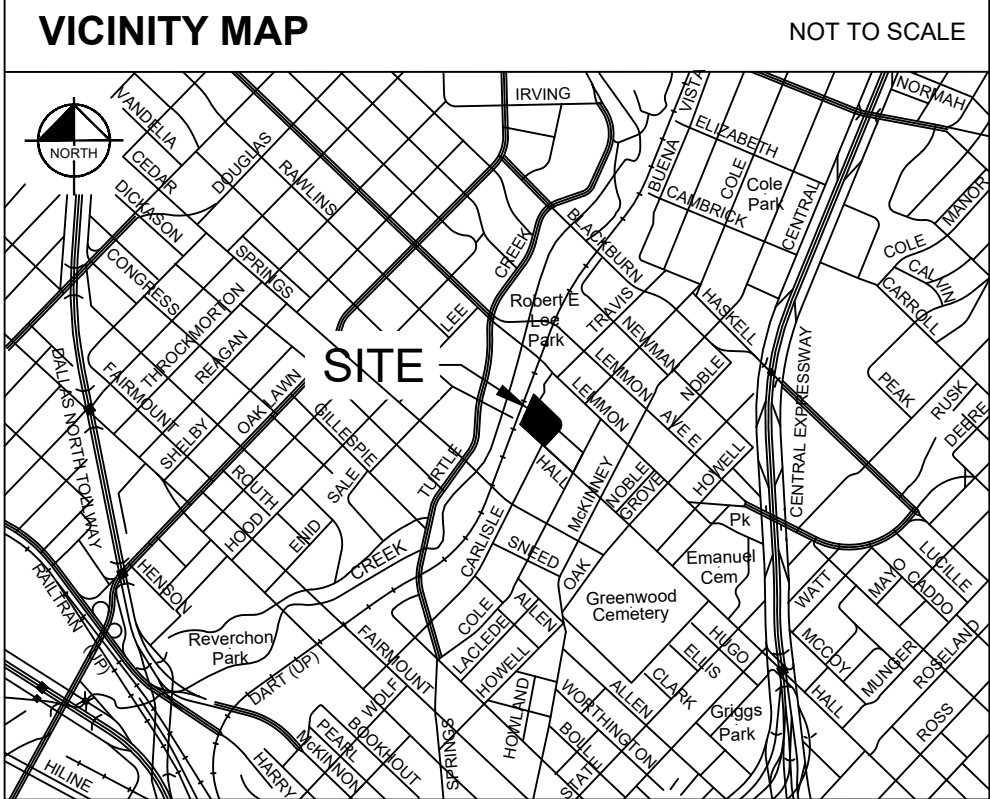 VICINITY MAP
NOT TO SCALE
NORTH
VANDELIA
CEDAR
DICKASON
DOUGLAS
RAWLINS
IRVING
VISTA
BUENA
ELIZABETH
COLE
Cole
Park
CAMBRICK
CENTRAL
NORMAH
MANOR
COLE
CALVIN
CARROLL
CONGRESS
SPRINGS
THROCKMORTON
REAGAN
FAIRMOUNT
SHELBY
OAK LAWN
CREEK
BLACKBURN
Robert E
Lee
Park
LEE
TRAVIS
NEWMAN
HASKELL
SITE
LEMMON
NOBLE
LEMMON
AVE E
HOWELL
CENTRAL EXPRESSWAY
PEAK
RUSK
DEERE
DALLAS NORTH TOLLWAY
GILLESPIE
SALE
TURTLE
HALL
McKINNEY
NOBLE
GROVE
ROUTH
HOOD
ENID
CREEK
CARLISLE
SNEED
OAK
Pk
Emanuel
Cem
WATT
MAYO
LUCILLE
CADDO
RAILTRAN
HENSON
Reverchon
Park
Greenwood
Cemetery
COLE
LACLEDE
ALLEN
HOWELL
HUGO
ELLIS
CLARK
MCCOY
MUNGER
ROSELAND
(UP)
DART (UP)
FAIRMOUNT
WOLF
BOOKHOUT
PEARL
McKINNON
HARRY
SPRINGS
HOWLAND
WORTHINGTON
ALLEN
BOLL
STATE
Griggs
Park
HALL
ROSS
HILINE